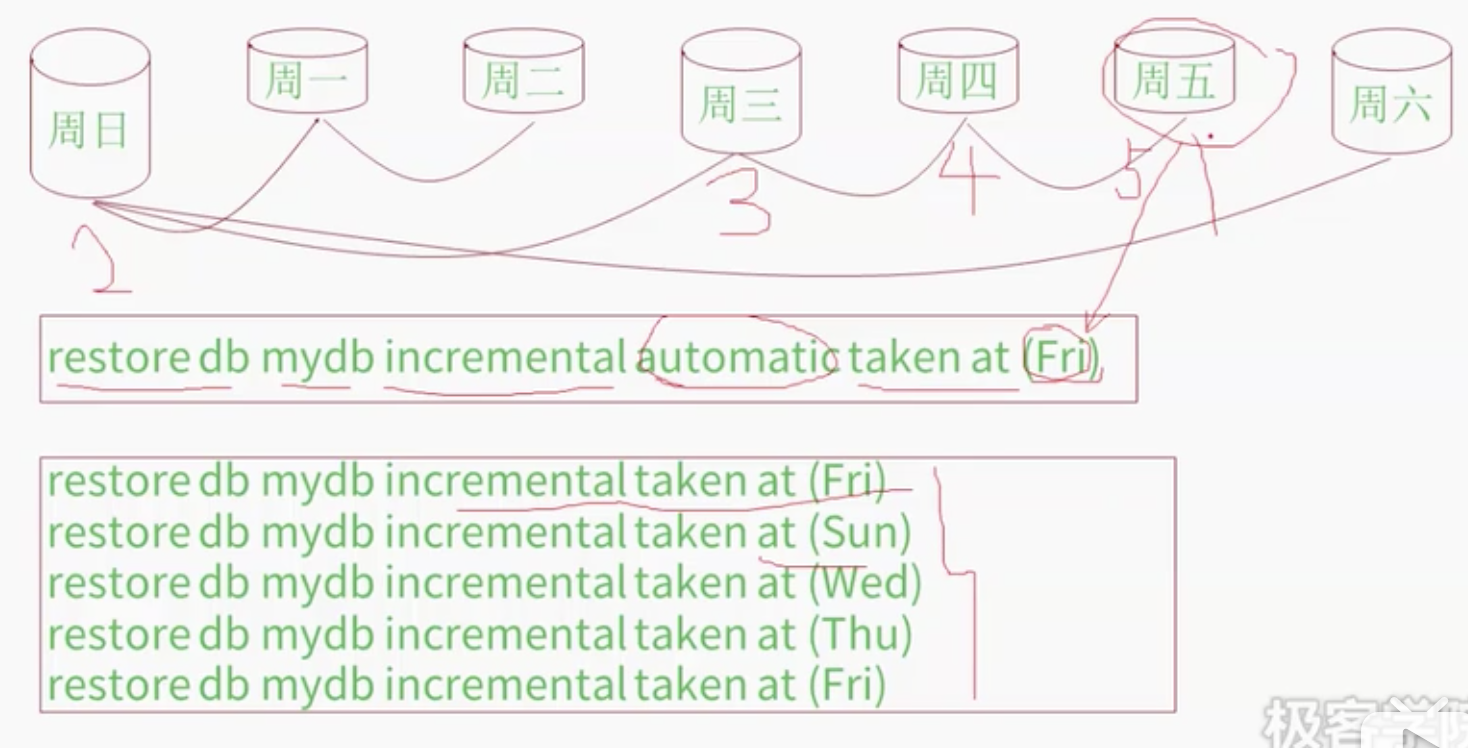 周日 周一 周二 周三 周四 周五 周六
2 3 4 5 1
restore db mydb incremental automatic taken at (Fri)
restore db mydb incremental taken at (Fri)
restore db mydb incremental taken at (Sun)
restore db mydb incremental taken at (Wed)
restore db mydb incremental taken at (Thu)
restore db mydb incremental taken at (Fri)
极客学院